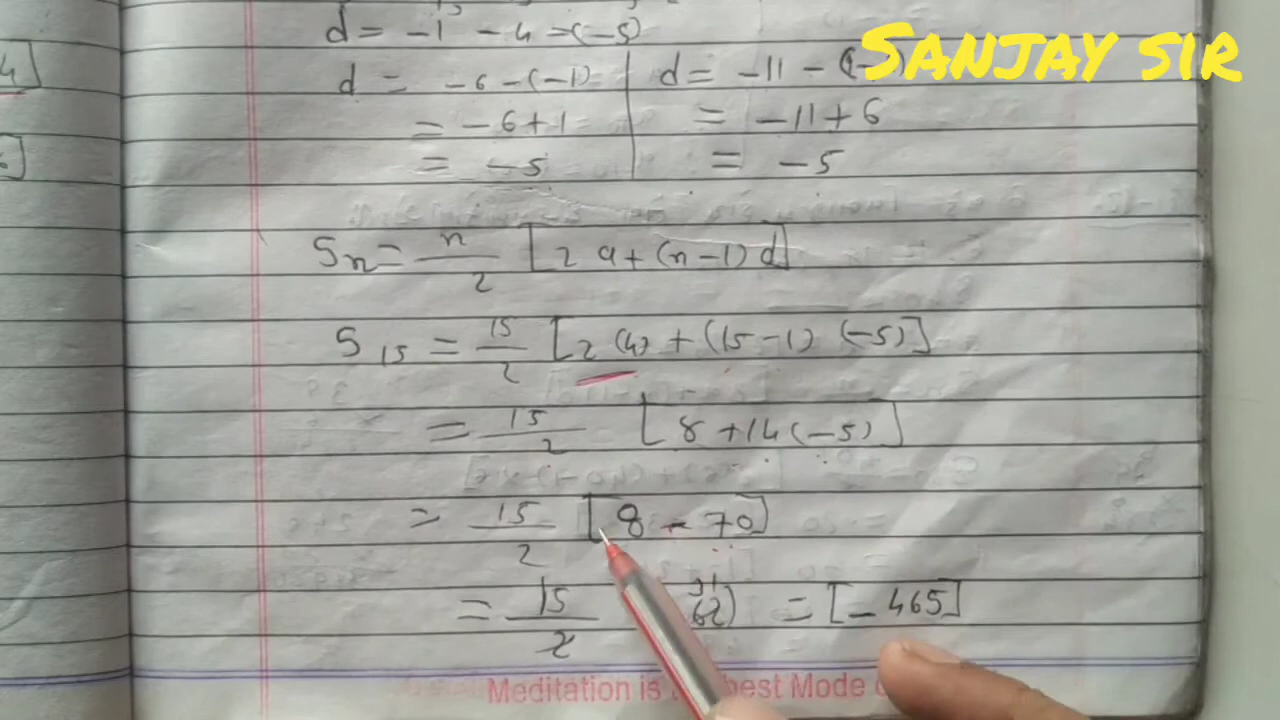 SANJAY SIR
d = -1 - 4 = (-5)
d = -6-(-1) d = -11 -
= -6+1 = -11+6
= -5 = -5
Sn = n/2 [2a+(n-1)d]
S15 = 15/2 [2(4)+(15-1)(-5)]
= 15/2 [8+14(-5)]
= 15/2 [8-70]
= 15/2 31 62) = [-465]
Meditation is best Mode